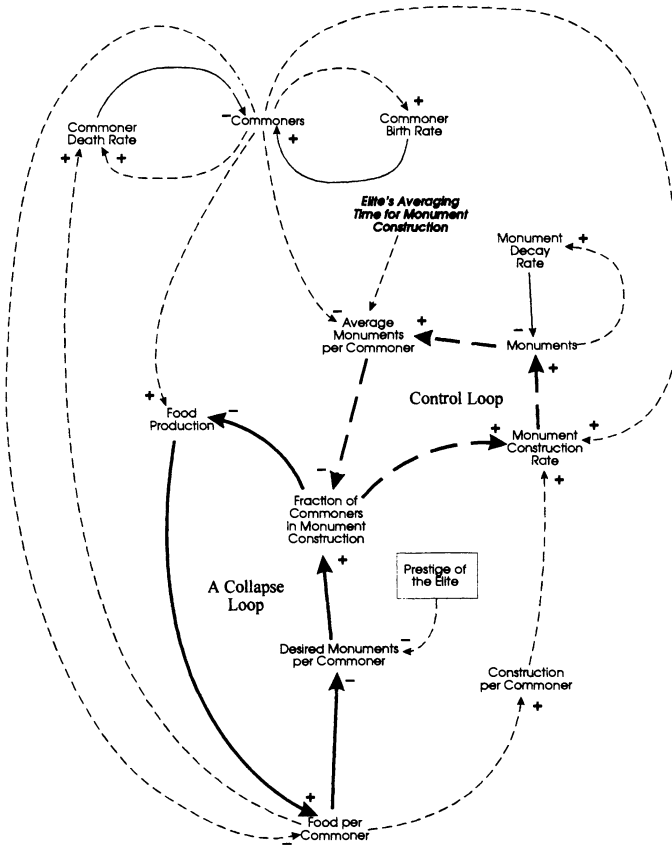 Commoner
Death Rate
Commoners
Commoner
Birth Rate
Elite's Averaging
Time for Monument
Construction
Monument
Decay
Rate
Average
Monuments
per Commoner
Monuments
Control Loop
Food
Production
Monument
Construction
Rate
Fraction of
Commoners
in Monument
Construction
Prestige of
the Elite
A Collapse
Loop
Desired Monuments
per Commoner
Construction
per Commoner
Food per
Commoner